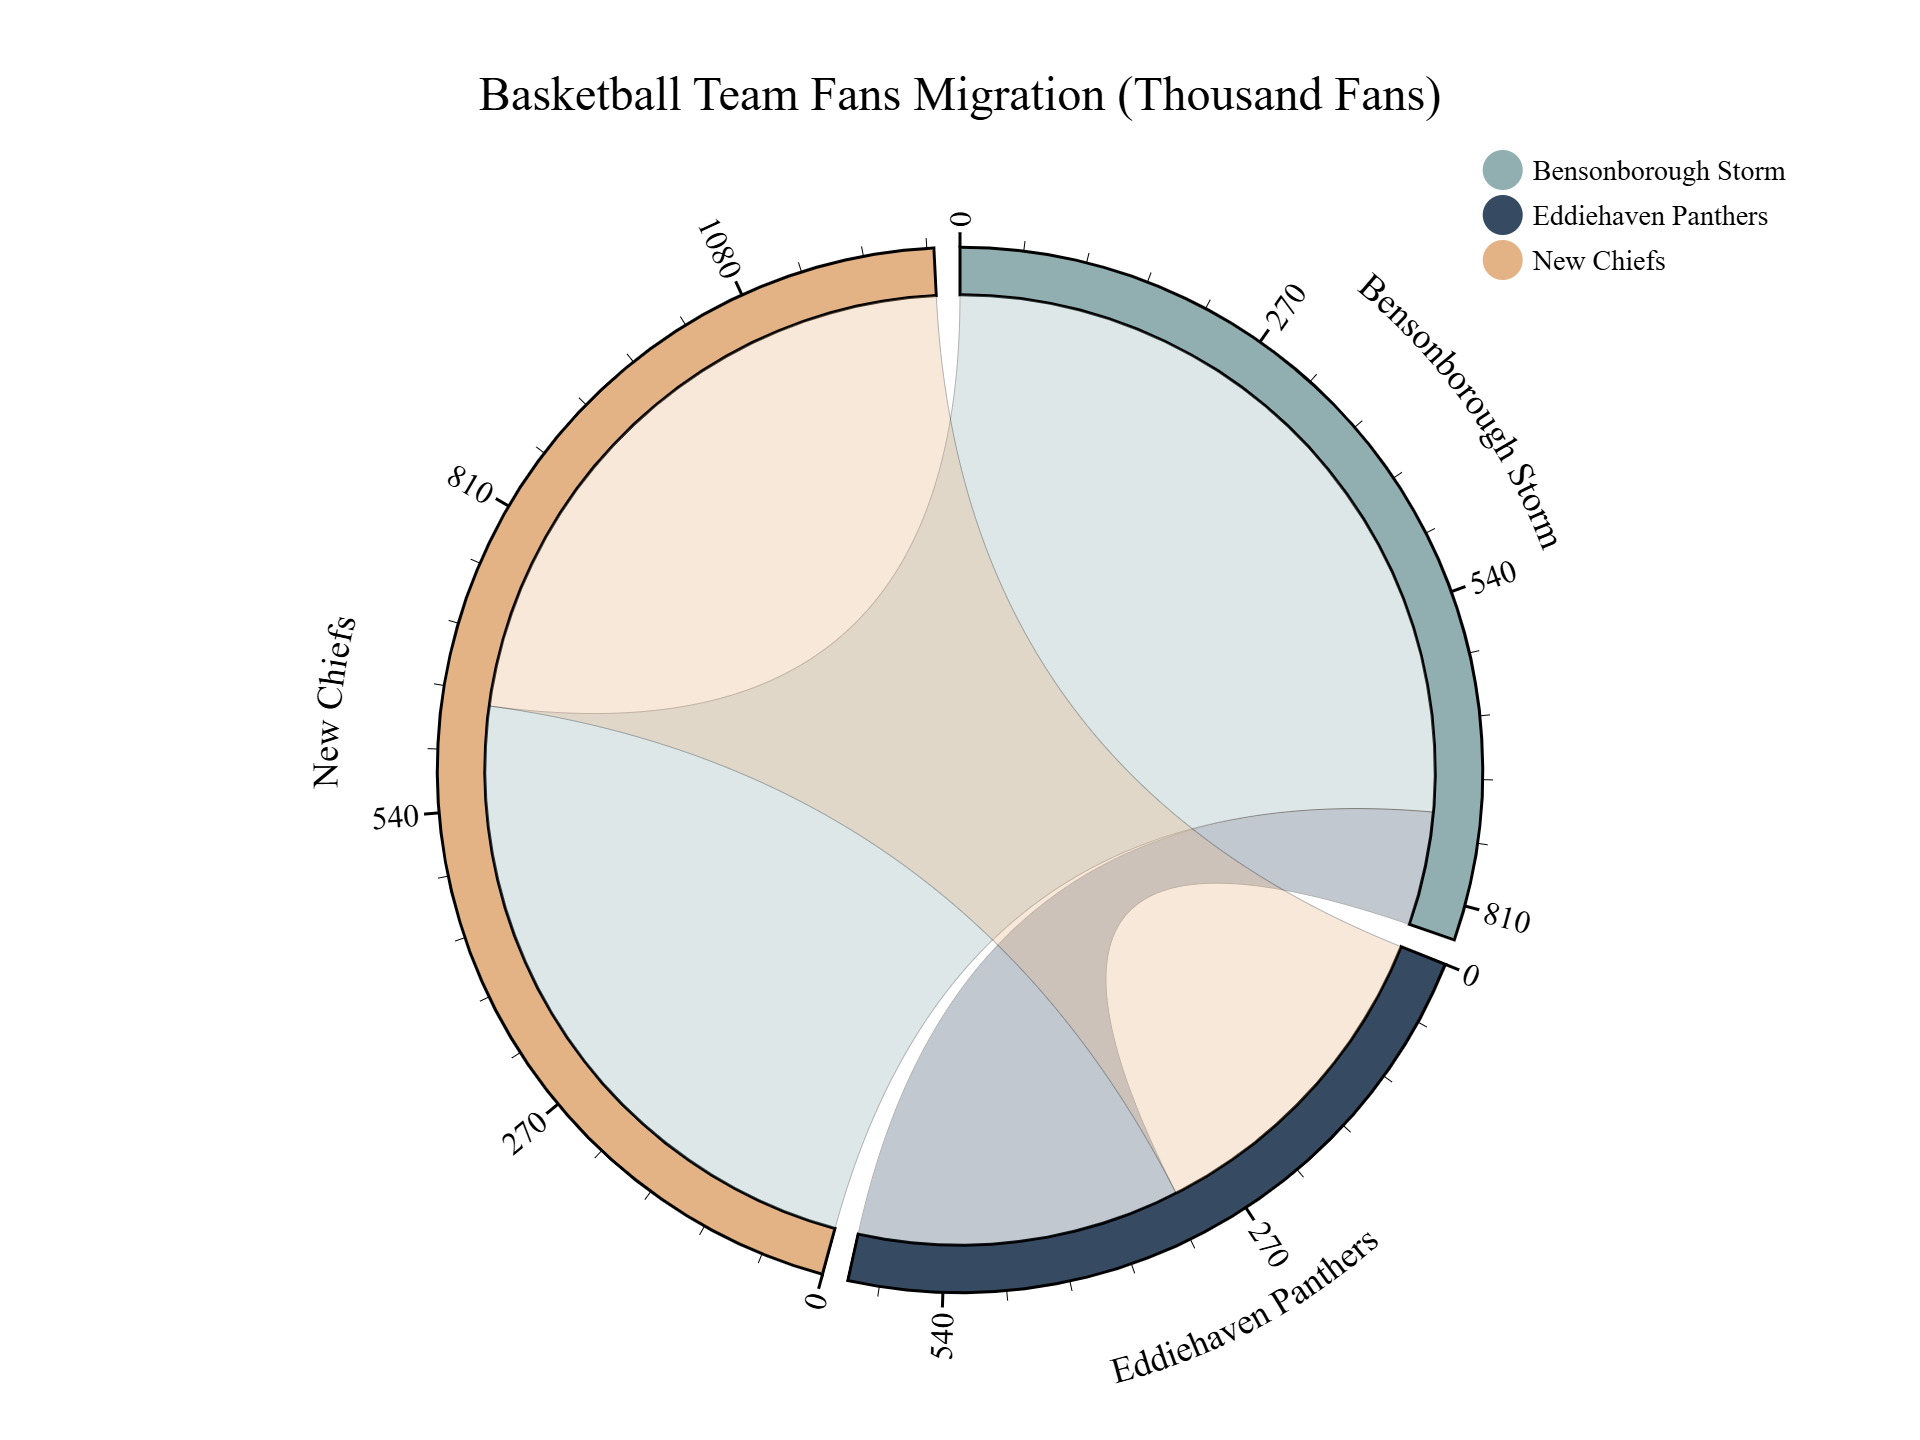 Basketball Team Fans Migration (Thousand Fans)
Bensonborough Storm
Eddiehaven Panthers
New Chiefs
0
270
540
810
Bensonborough Storm
0
270
540
Eddiehaven Panthers
0
270
540
810
1080
New Chiefs